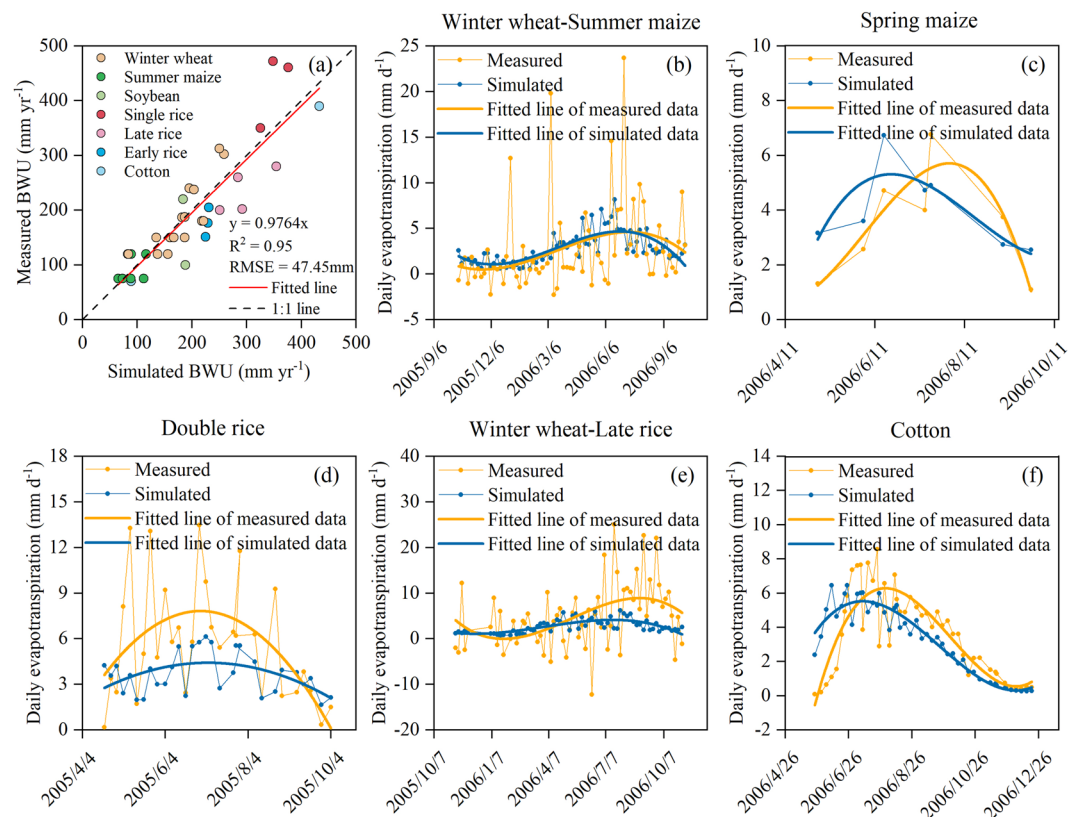 Winter wheat-Summer maize
Spring maize
500
400
300
200
100
0
Measured BWU (mm yr-1)
Winter wheat
Summer maize
Soybean
Single rice
Late rice
Early rice
Cotton
(a)
y = 0.9764x
R2 = 0.95
RMSE = 47.45mm
Fitted line
1:1 line
0 100 200 300 400 500
Simulated BWU (mm yr-1)
25
20
15
10
5
0
-5
Daily evapotranspiration (mm d-1)
Measured
(b)
Simulated
Fitted line of measured data
Fitted line of simulated data
2005/9/6 2005/12/6 2006/3/6 2006/6/6 2006/9/6
10
8
6
4
2
0
Daily evapotranspiration (mm d-1)
Measured
(c)
Simulated
Fitted line of measured data
Fitted line of simulated data
2006/4/11 2006/6/11 2006/8/11 2006/10/11
Double rice
18
15
12
9
6
3
0
Daily evapotranspiration (mm d-1)
Measured
(d)
Simulated
Fitted line of measured data
Fitted line of simulated data
2005/4/4 2005/6/4 2005/8/4 2005/10/4
Winter wheat-Late rice
40
30
20
10
0
-10
-20
Daily evapotranspiration (mm d-1)
Measured
(e)
Simulated
Fitted line of measured data
Fitted line of simulated data
2005/10/7 2006/1/7 2006/4/7 2006/7/7 2006/10/7
Cotton
14
12
10
8
6
4
2
0
-2
Daily evapotranspiration (mm d-1)
Measured
(f)
Simulated
Fitted line of measured data
Fitted line of simulated data
2006/4/26 2006/6/26 2006/8/26 2006/10/26 2006/12/26